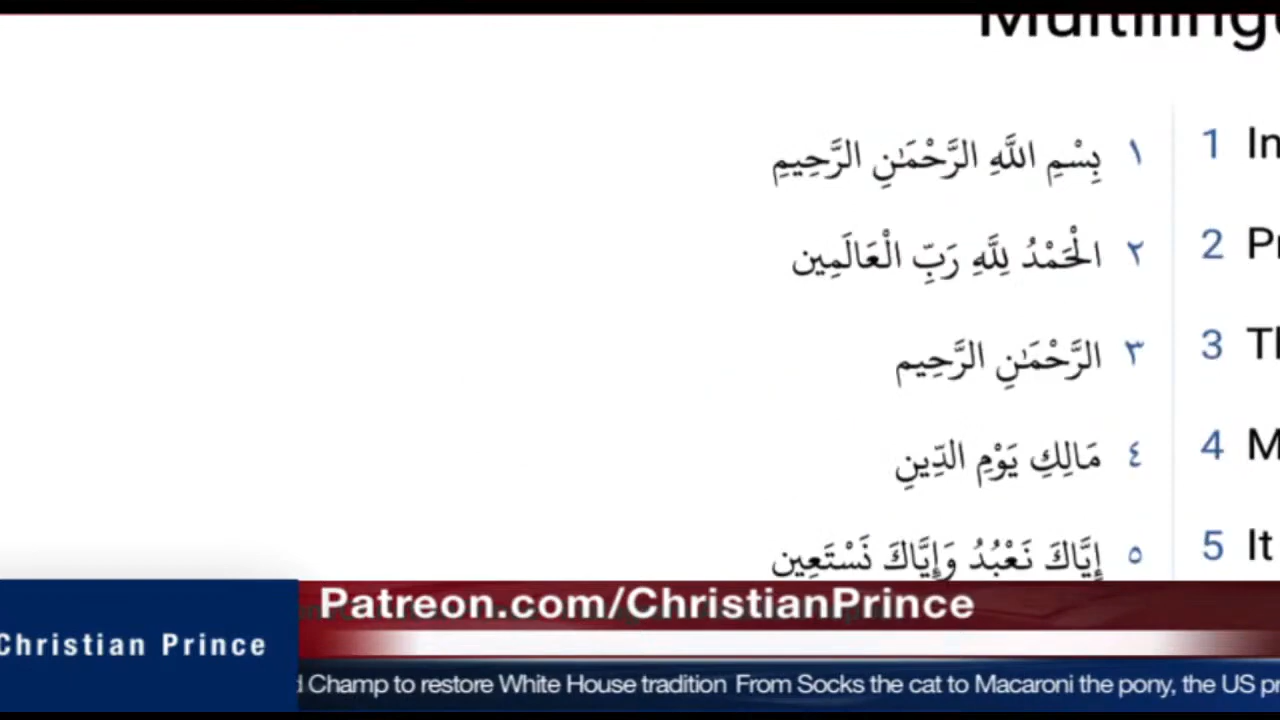 ١ بِسْمِ اللَّهِ الرَّحْمَٰنِ الرَّحِيمِ
1 In
٢ الْحَمْدُ لِلَّهِ رَبِّ الْعَالَمِين
2 Pr
٣ الرَّحْمَٰنِ الرَّحِيم
3 Th
٤ مَالِكِ يَوْمِ الدِّينِ
4 M
٥ إِيَّاكَ نَعْبُدُ وَإِيَّاكَ نَسْتَعِين
5 It
Patreon.com/ChristianPrince
Christian Prince
d Champ to restore White House tradition From Socks the cat to Macaroni the pony, the US pr